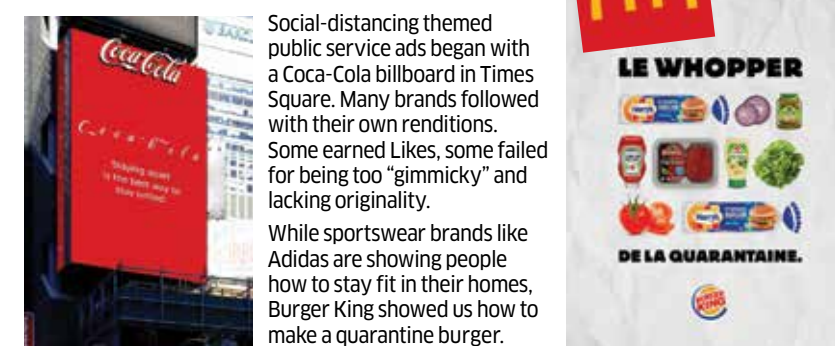 Coca-Cola
C o c a - C o l a
Staying apart
is the best way to
stay united.
Social-distancing themed
public service ads began with
a Coca-Cola billboard in Times
Square. Many brands followed
with their own renditions.
Some earned Likes, some failed
for being too “gimmicky” and
lacking originality.
While sportswear brands like
Adidas are showing people
how to stay fit in their homes,
Burger King showed us how to
make a quarantine burger.
LE WHOPPER
DE LA QUARANTAINE.
BURGER
KING